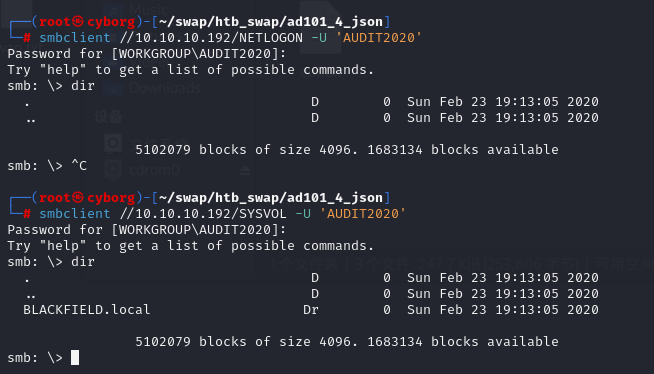 ┌──(root㉿cyborg)-[~/swap/htb_swap/ad101_4_json]
└─# smbclient //10.10.10.192/NETLOGON -U 'AUDIT2020'
Password for [WORKGROUP\AUDIT2020]:
Try "help" to get a list of possible commands.
smb: \> dir
  .                                   D        0  Sun Feb 23 19:13:05 2020
  ..                                  D        0  Sun Feb 23 19:13:05 2020

                5102079 blocks of size 4096. 1683134 blocks available
smb: \> ^C

┌──(root㉿cyborg)-[~/swap/htb_swap/ad101_4_json]
└─# smbclient //10.10.10.192/SYSVOL -U 'AUDIT2020'
Password for [WORKGROUP\AUDIT2020]:
Try "help" to get a list of possible commands.
smb: \> dir
  .                                   D        0  Sun Feb 23 19:13:05 2020
  ..                                  D        0  Sun Feb 23 19:13:05 2020
  BLACKFIELD.local                   Dr        0  Sun Feb 23 19:13:05 2020

                5102079 blocks of size 4096. 1683134 blocks available
smb: \>
Music
Downloads
cdrom0